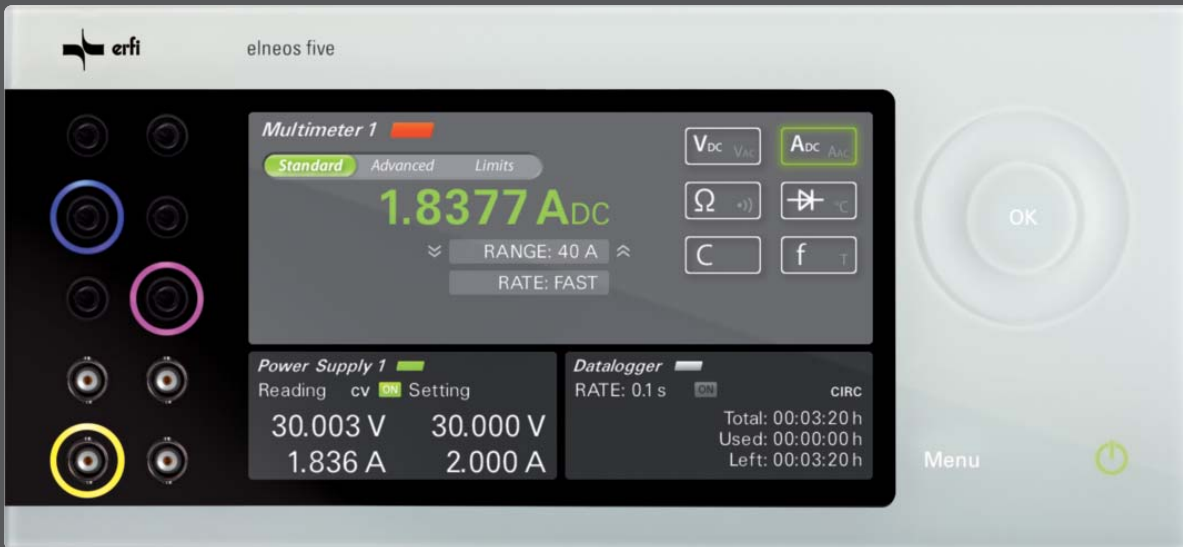 erfi
elneos five
Multimeter 1
Standard Advanced Limits
1.8377 ADC
RANGE: 40 A
RATE: FAST
VDC VAC
ADC AAC
Ω •))
°C
C
f T
OK
Power Supply 1
Reading CV ON Setting
30.003 V 30.000 V
1.836 A 2.000 A
Datalogger
RATE: 0.1 s ON CIRC
Total: 00:03:20 h
Used: 00:00:00 h
Left: 00:03:20 h
Menu